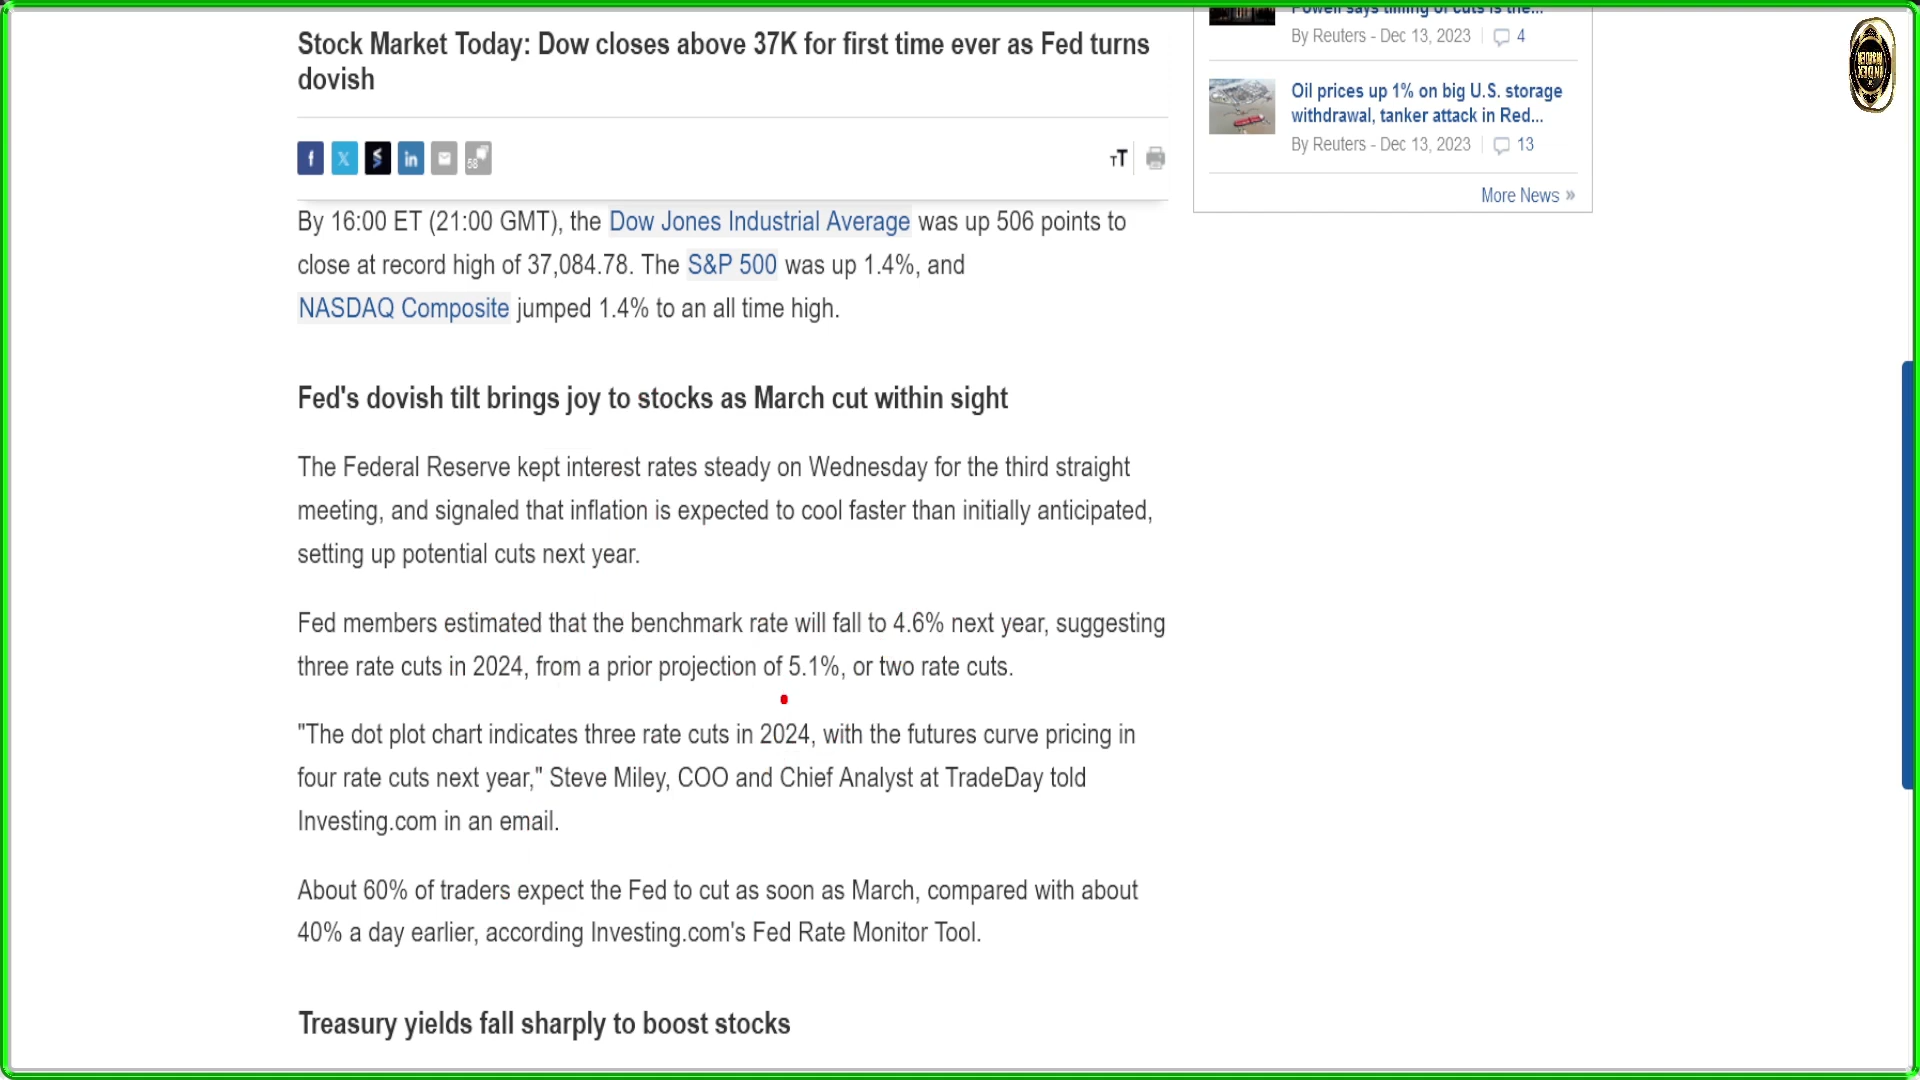 Stock Market Today: Dow closes above 37K for first time ever as Fed turns
dovish
58
TT
By 16:00 ET (21:00 GMT), the Dow Jones Industrial Average was up 506 points to
close at record high of 37,084.78. The S&P 500 was up 1.4%, and
NASDAQ Composite jumped 1.4% to an all time high.
Fed's dovish tilt brings joy to stocks as March cut within sight
The Federal Reserve kept interest rates steady on Wednesday for the third straight
meeting, and signaled that inflation is expected to cool faster than initially anticipated,
setting up potential cuts next year.
Fed members estimated that the benchmark rate will fall to 4.6% next year, suggesting
three rate cuts in 2024, from a prior projection of 5.1%, or two rate cuts.
"The dot plot chart indicates three rate cuts in 2024, with the futures curve pricing in
four rate cuts next year," Steve Miley, COO and Chief Analyst at TradeDay told
Investing.com in an email.
About 60% of traders expect the Fed to cut as soon as March, compared with about
40% a day earlier, according Investing.com's Fed Rate Monitor Tool.
Treasury yields fall sharply to boost stocks
Powell says timing of cuts is the...
By Reuters - Dec 13, 2023 4
Oil prices up 1% on big U.S. storage
withdrawal, tanker attack in Red...
By Reuters - Dec 13, 2023 13
More News »
INDEX